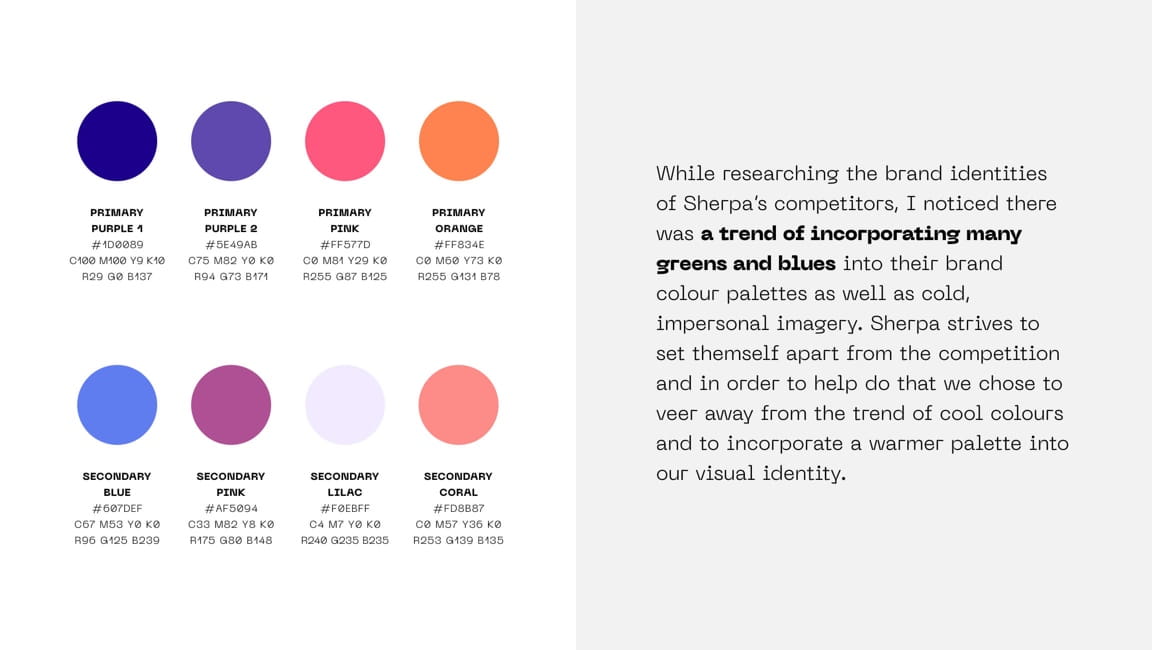 PRIMARY
PURPLE 1
#1D0089
C100 M100 Y9 K10
R29 G0 B137
PRIMARY
PURPLE 2
#5E49AB
C75 M82 Y0 K0
R94 G73 B171
PRIMARY
PINK
#FF577D
C0 M81 Y29 K0
R255 G87 B125
PRIMARY
ORANGE
#FF834E
C0 M60 Y73 K0
R255 G131 B78
SECONDARY
BLUE
#607DEF
C67 M53 Y0 K0
R96 G125 B239
SECONDARY
PINK
#AF5094
C33 M82 Y8 K0
R175 G80 B148
SECONDARY
LILAC
#F0EBFF
C4 M7 Y0 K0
R240 G235 B235
SECONDARY
CORAL
#FD8B87
C0 M57 Y36 K0
R253 G139 B135
While researching the brand identities
of Sherpa's competitors, I noticed there
was a trend of incorporating many
greens and blues into their brand
colour palettes as well as cold,
impersonal imagery. Sherpa strives to
set themself apart from the competition
and in order to help do that we chose to
veer away from the trend of cool colours
and to incorporate a warmer palette into
our visual identity.